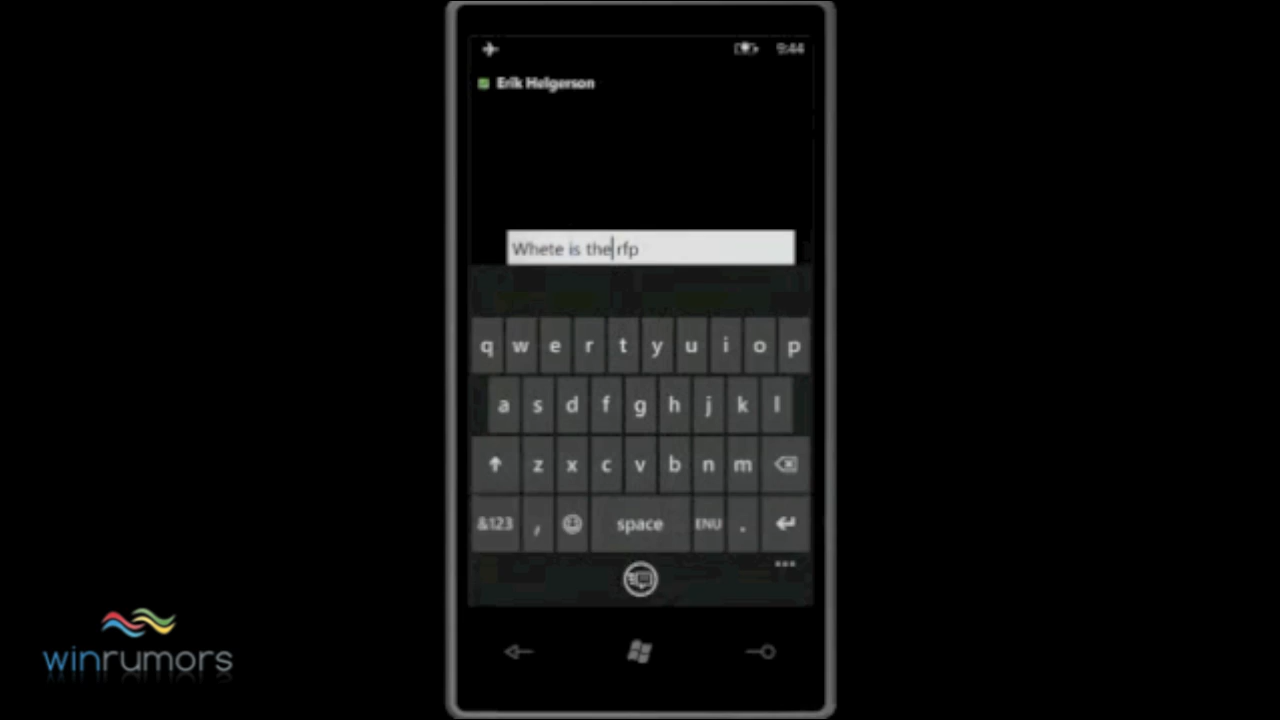 9:44
Erik Helgerson
Whete is the rfp
q w e r t y u i o p
a s d f g h j k l
z x c v b n m
&123 , space ENU .
winrumors